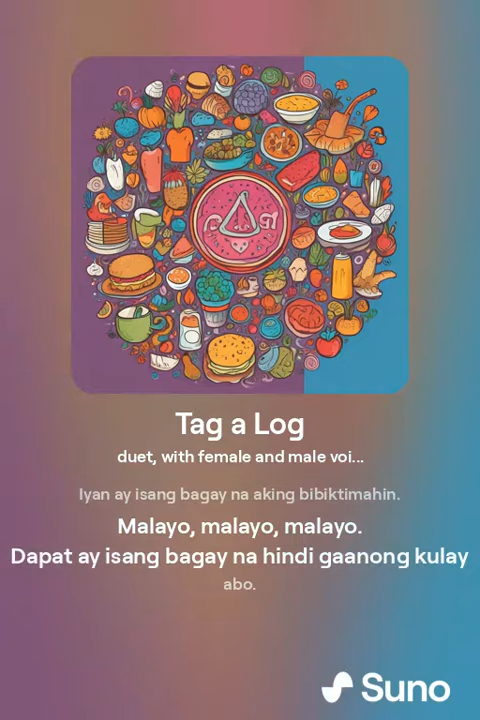 Tag a Log
duet, with female and male voi...
Iyan ay isang bagay na aking bibiktimahin.
Malayo, malayo, malayo.
Dapat ay isang bagay na hindi gaanong kulay
abo.
Suno